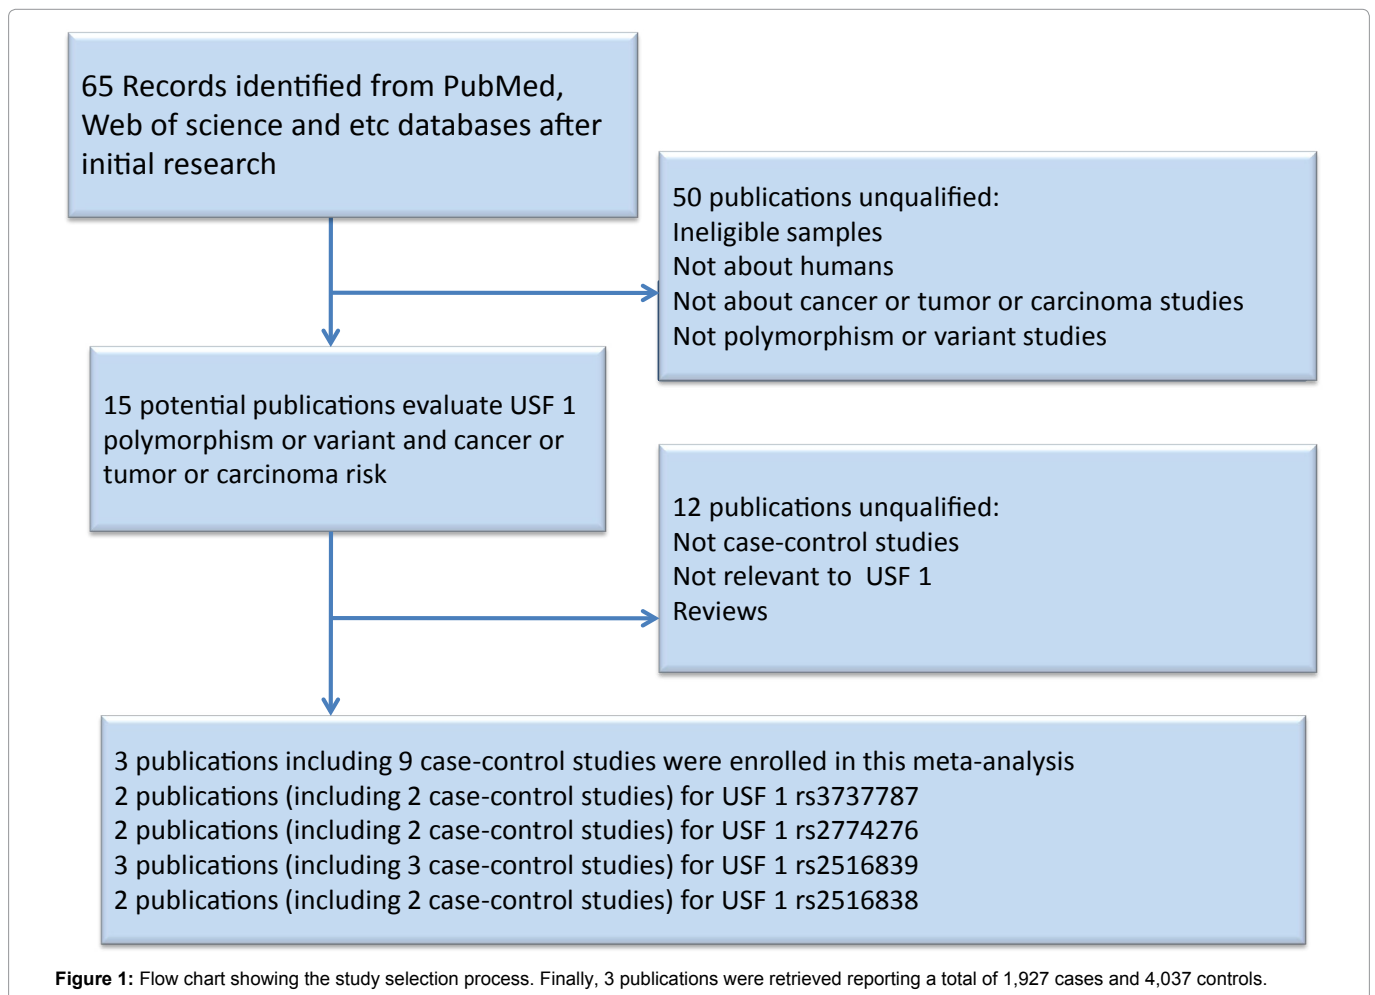 65 Records identified from PubMed,
Web of science and etc databases after
initial research
50 publications unqualified:
Ineligible samples
Not about humans
Not about cancer or tumor or carcinoma studies
Not polymorphism or variant studies
15 potential publications evaluate USF 1
polymorphism or variant and cancer or
tumor or carcinoma risk
12 publications unqualified:
Not case-control studies
Not relevant to  USF 1
Reviews
3 publications including 9 case-control studies were enrolled in this meta-analysis
2 publications (including 2 case-control studies) for USF 1 rs3737787
2 publications (including 2 case-control studies) for USF 1 rs2774276
3 publications (including 3 case-control studies) for USF 1 rs2516839
2 publications (including 2 case-control studies) for USF 1 rs2516838
Figure 1: Flow chart showing the study selection process. Finally, 3 publications were retrieved reporting a total of 1,927 cases and 4,037 controls.